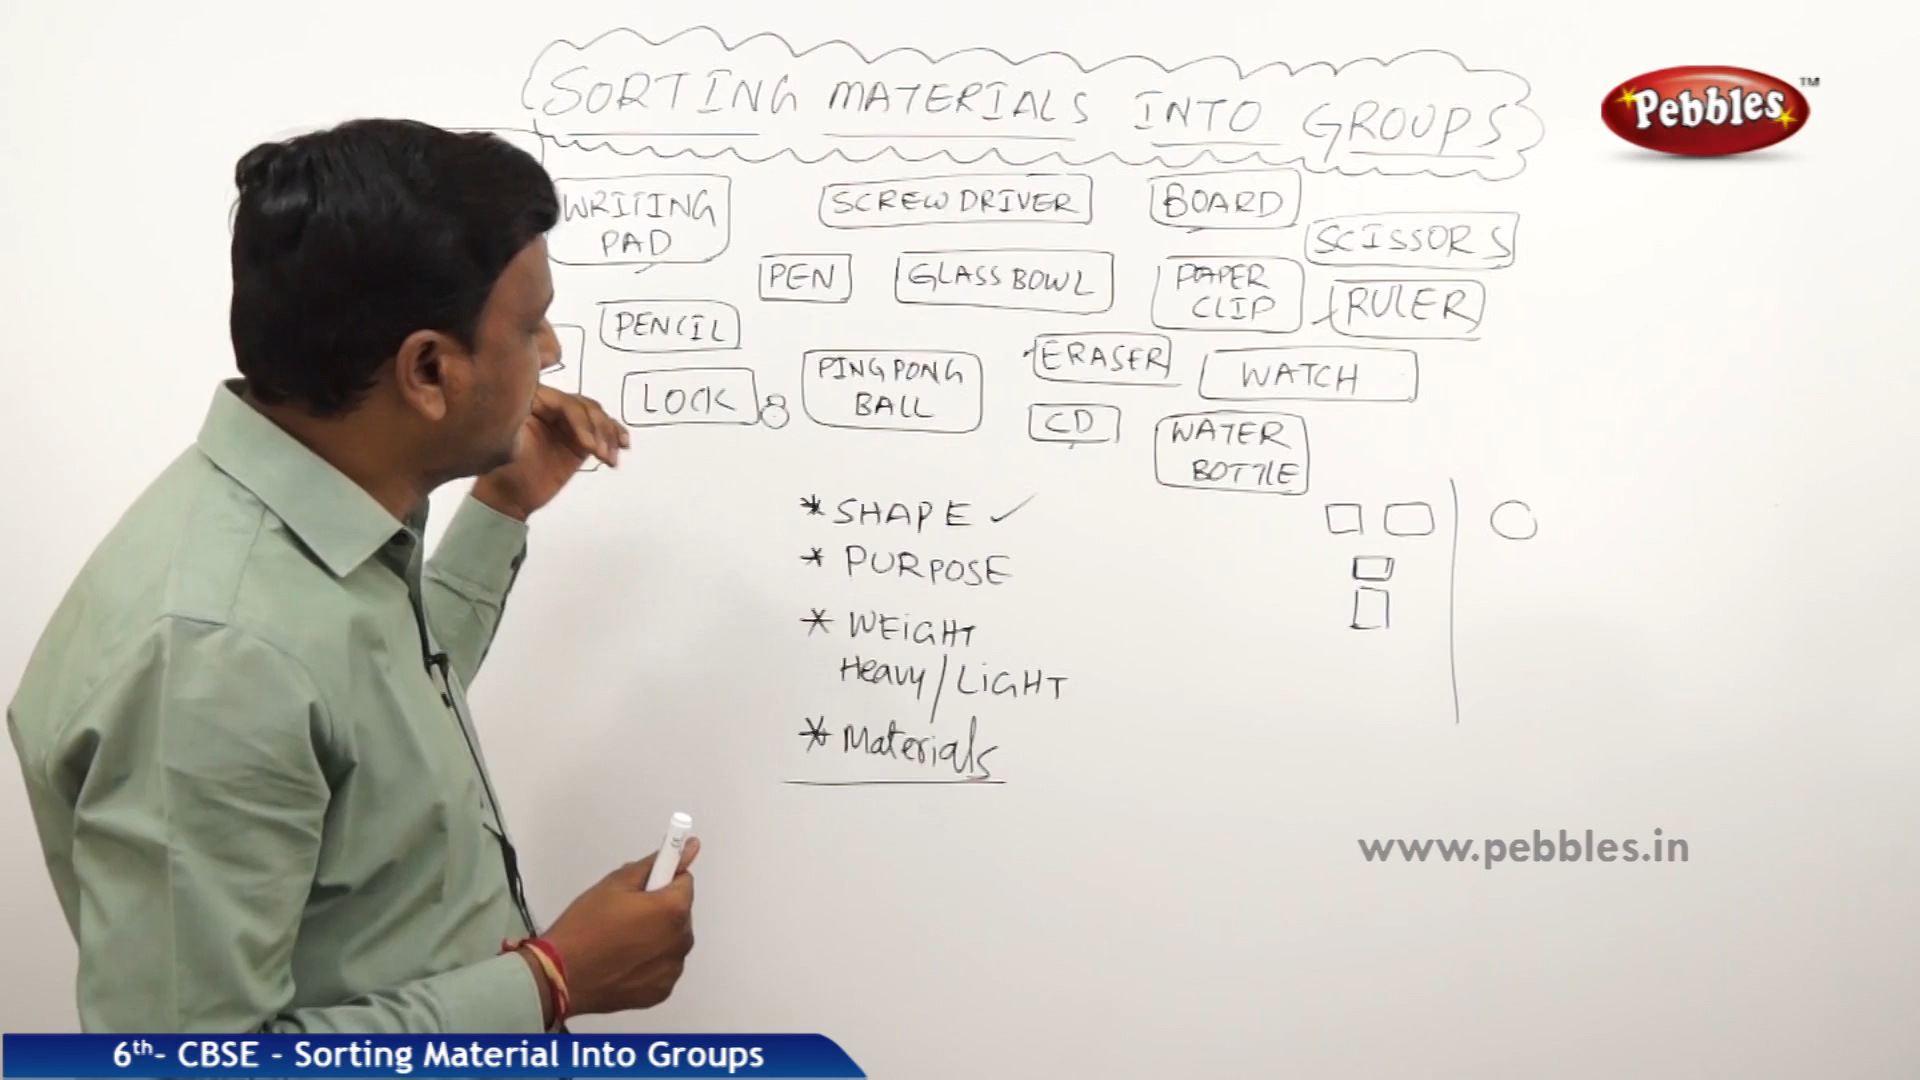 SORTING MATERIALS INTO GROUPS
Pebbles™
WRITING
PAD
SCREW DRIVER
BOARD
SCISSORS
PEN
GLASS BOWL
PAPER
CLIP
RULER
PENCIL
ERASER
WATCH
LOCK
PING PONG
BALL
CD
WATER
BOTTLE
* SHAPE ✓
* PURPOSE
* WEiGHT
Heavy/LiGHT
* Materials
www.pebbles.in
6th- CBSE - Sorting Material Into Groups